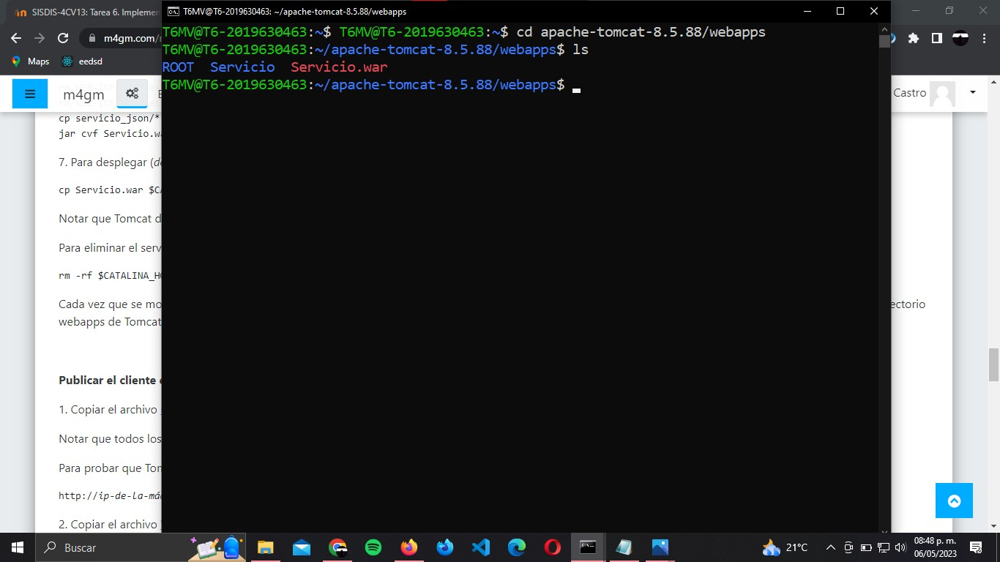 SISDIS-4CV13: Tarea 6. Implemen
T6MV@T6-2019630463: ~/apache-tomcat-8.5.88/webapps
m4gm.com/
Maps
eedsd
T6MV@T6-2019630463:~$ T6MV@T6-2019630463:~$ cd apache-tomcat-8.5.88/webapps
T6MV@T6-2019630463:~/apache-tomcat-8.5.88/webapps$ ls
ROOT Servicio Servicio.war
T6MV@T6-2019630463:~/apache-tomcat-8.5.88/webapps$
m4gm
Castro
cp servicio_json/*
jar cvf Servicio.wa
7. Para desplegar (de
cp Servicio.war $CA
Notar que Tomcat d
Para eliminar el serv
rm -rf $CATALINA_HO
Cada vez que se mo
ectorio
webapps de Tomcat
Publicar el cliente
1. Copiar el archivo
Notar que todos los
Para probar que Tom
http://ip-de-la-má
2. Copiar el archivo
Buscar
21°C
08:48 p. m.
06/05/2023